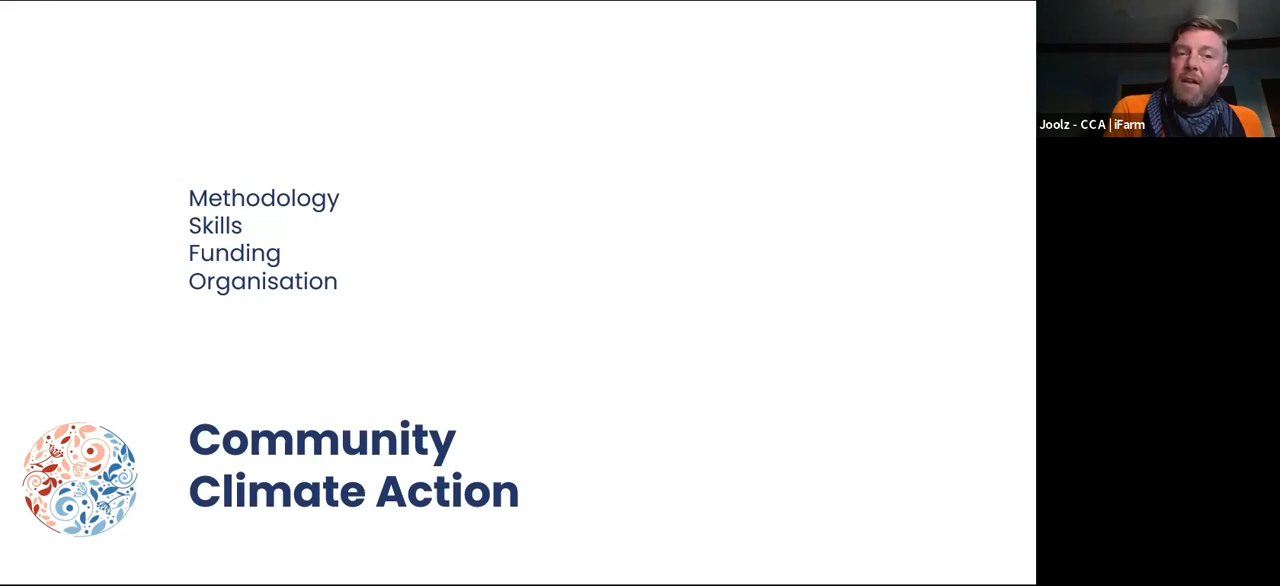 Methodology
Skills
Funding
Organisation
Community
Climate Action
Joolz - CCA | iFarm